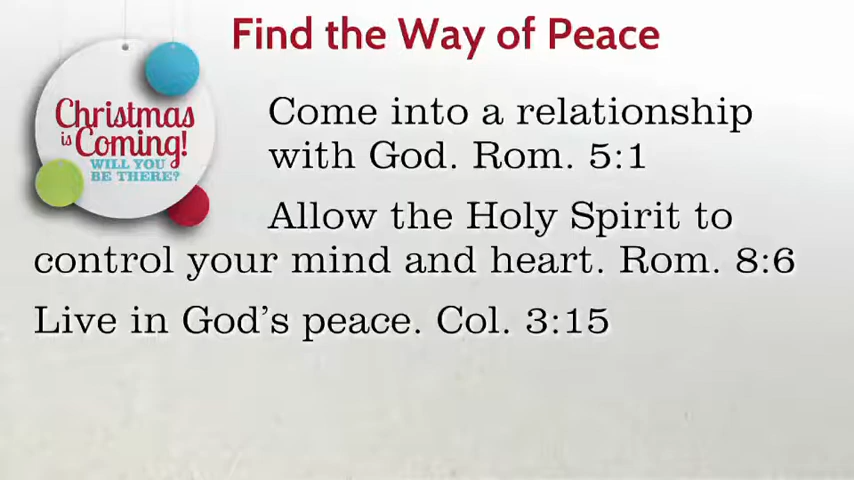 Find the Way of Peace
Christmas
is Coming!
WILL YOU
BE THERE?
Come into a relationship
with God. Rom. 5:1
Allow the Holy Spirit to
control your mind and heart. Rom. 8:6
Live in God's peace. Col. 3:15